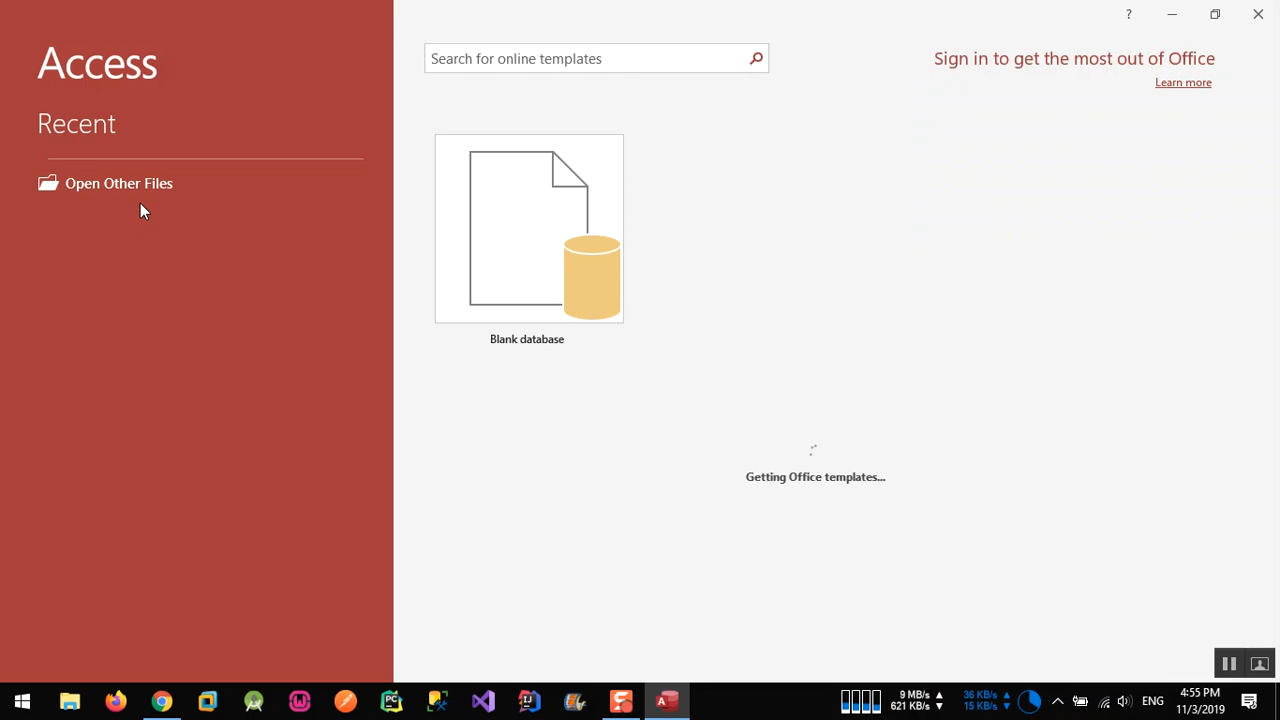 Access
Recent
Open Other Files
Search for online templates
Sign in to get the most out of Office
Learn more
?
Blank database
Getting Office templates...
9 MB/s
621 KB/s
36 KB/s
15 KB/s
ENG
4:55 PM
11/3/2019